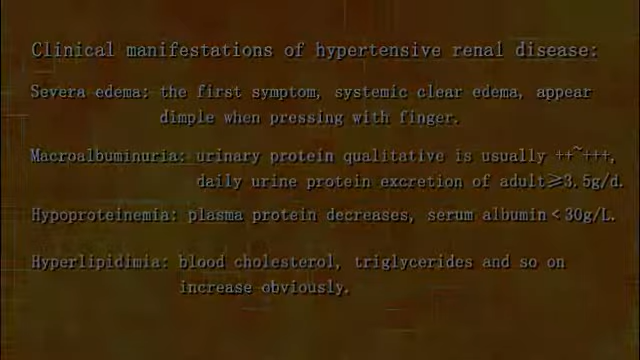 Clinical manifestations of hypertensive renal disease:
Severa edema: the first symptom, systemic clear edema, appear
dimple when pressing with finger.
Macroalbuminuria: urinary protein qualitative is usually ++~+++,
daily urine protein excretion of adult≥3.5g/d.
Hypoproteinemia: plasma protein decreases, serum albumin<30g/L.
Hyperlipidimia: blood cholesterol, triglycerides and so on
increase obviously.